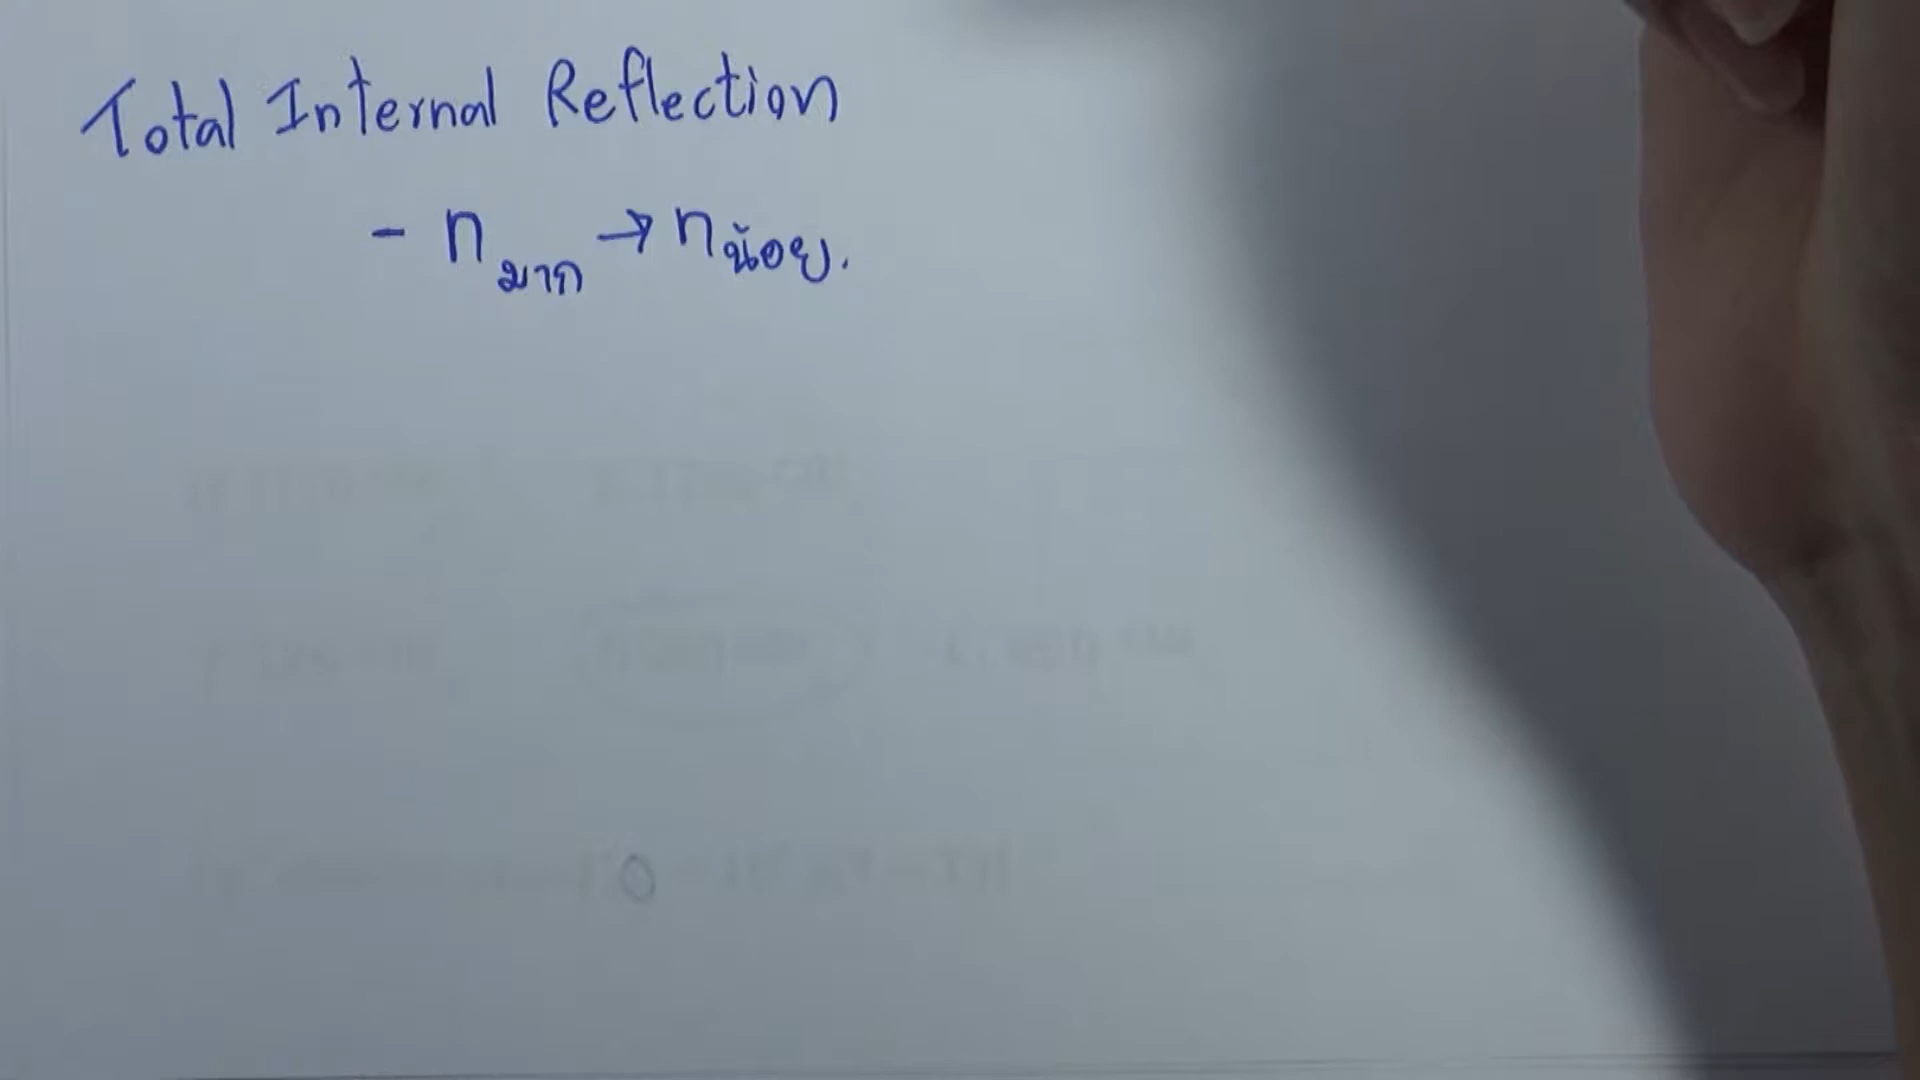 Total Internal Reflection
- n มาก → n น้อย.